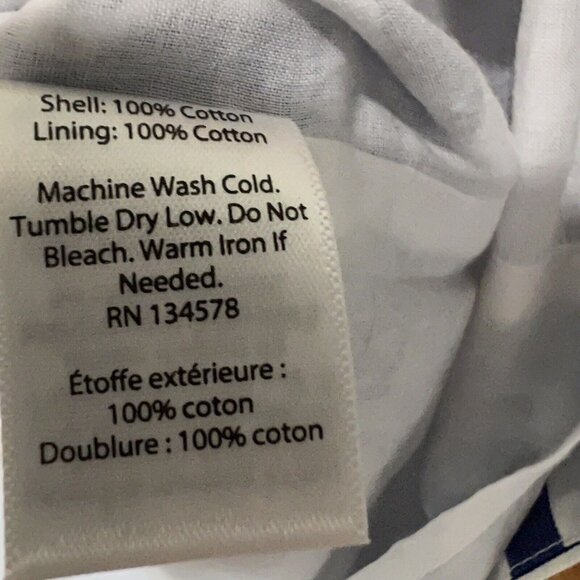 Shell: 100% Cotton
Lining: 100% Cotton
Machine Wash Cold.
Tumble Dry Low. Do Not
Bleach. Warm Iron If
Needed.
RN 134578
Étoffe extérieure :
100% coton
Doublure : 100% coton